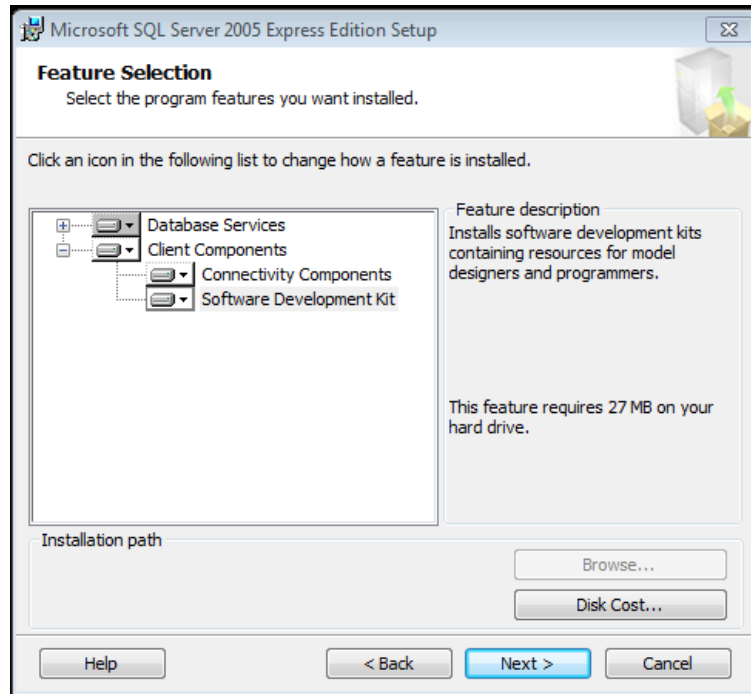 Microsoft SQL Server 2005 Express Edition Setup
Feature Selection
Select the program features you want installed.
Click an icon in the following list to change how a feature is installed.
Database Services
Client Components
Connectivity Components
Software Development Kit
Feature description
Installs software development kits
containing resources for model
designers and programmers.
This feature requires 27 MB on your
hard drive.
Installation path
Browse...
Disk Cost...
Help
< Back
Next >
Cancel